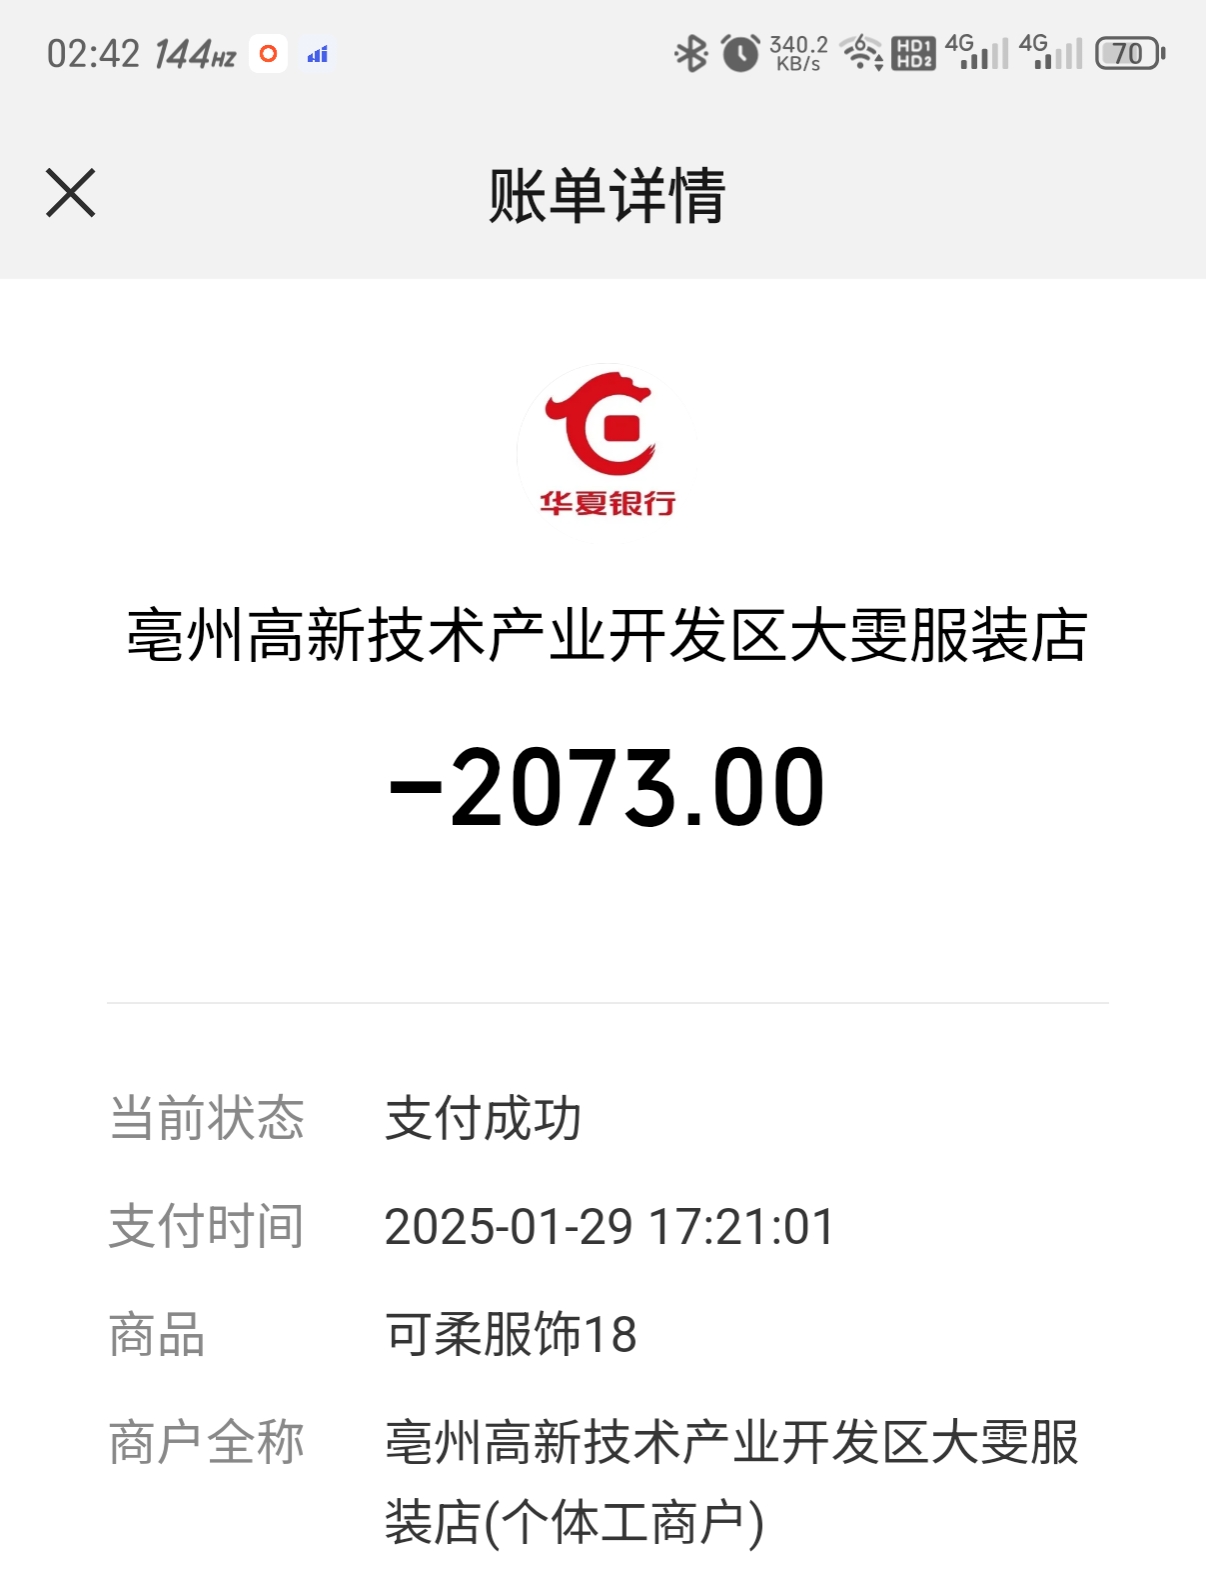 02:42 144HZ 340.2 KB/s 6 HD1 HD2 4G 4G 70
账单详情
华夏银行
亳州高新技术产业开发区大雯服装店
-2073.00
当前状态 支付成功
支付时间 2025-01-29 17:21:01
商品 可柔服饰18
商户全称 亳州高新技术产业开发区大雯服
装店(个体工商户)